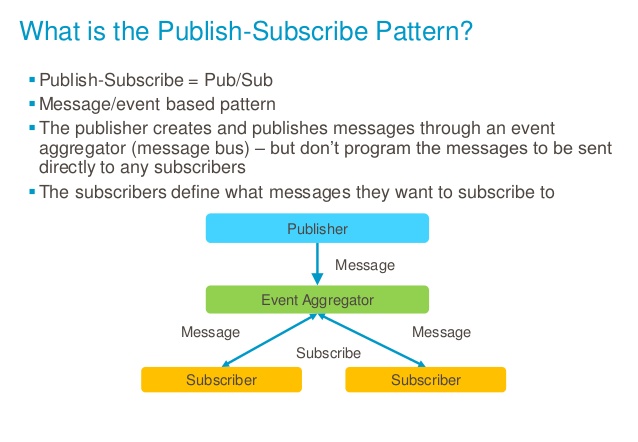 What is the Publish-Subscribe Pattern?
▪ Publish-Subscribe = Pub/Sub
▪ Message/event based pattern
▪ The publisher creates and publishes messages through an event
aggregator (message bus) – but don’t program the messages to be sent
directly to any subscribers
▪ The subscribers define what messages they want to subscribe to
Publisher
Message
Event Aggregator
Message
Message
Subscribe
Subscriber
Subscriber